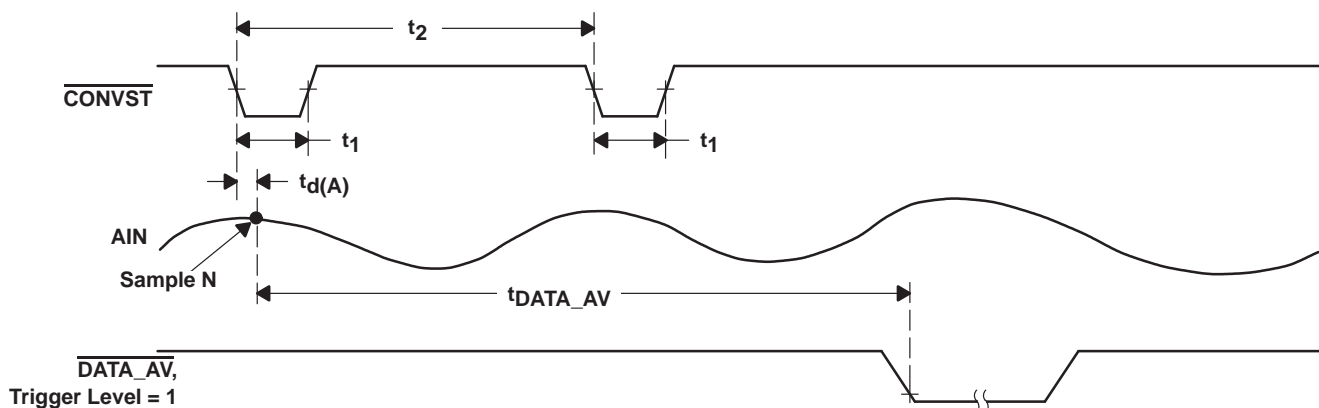 t2
CONVST
t1
t1
td(A)
AIN
Sample N
tDATA_AV
DATA_AV,
Trigger Level = 1